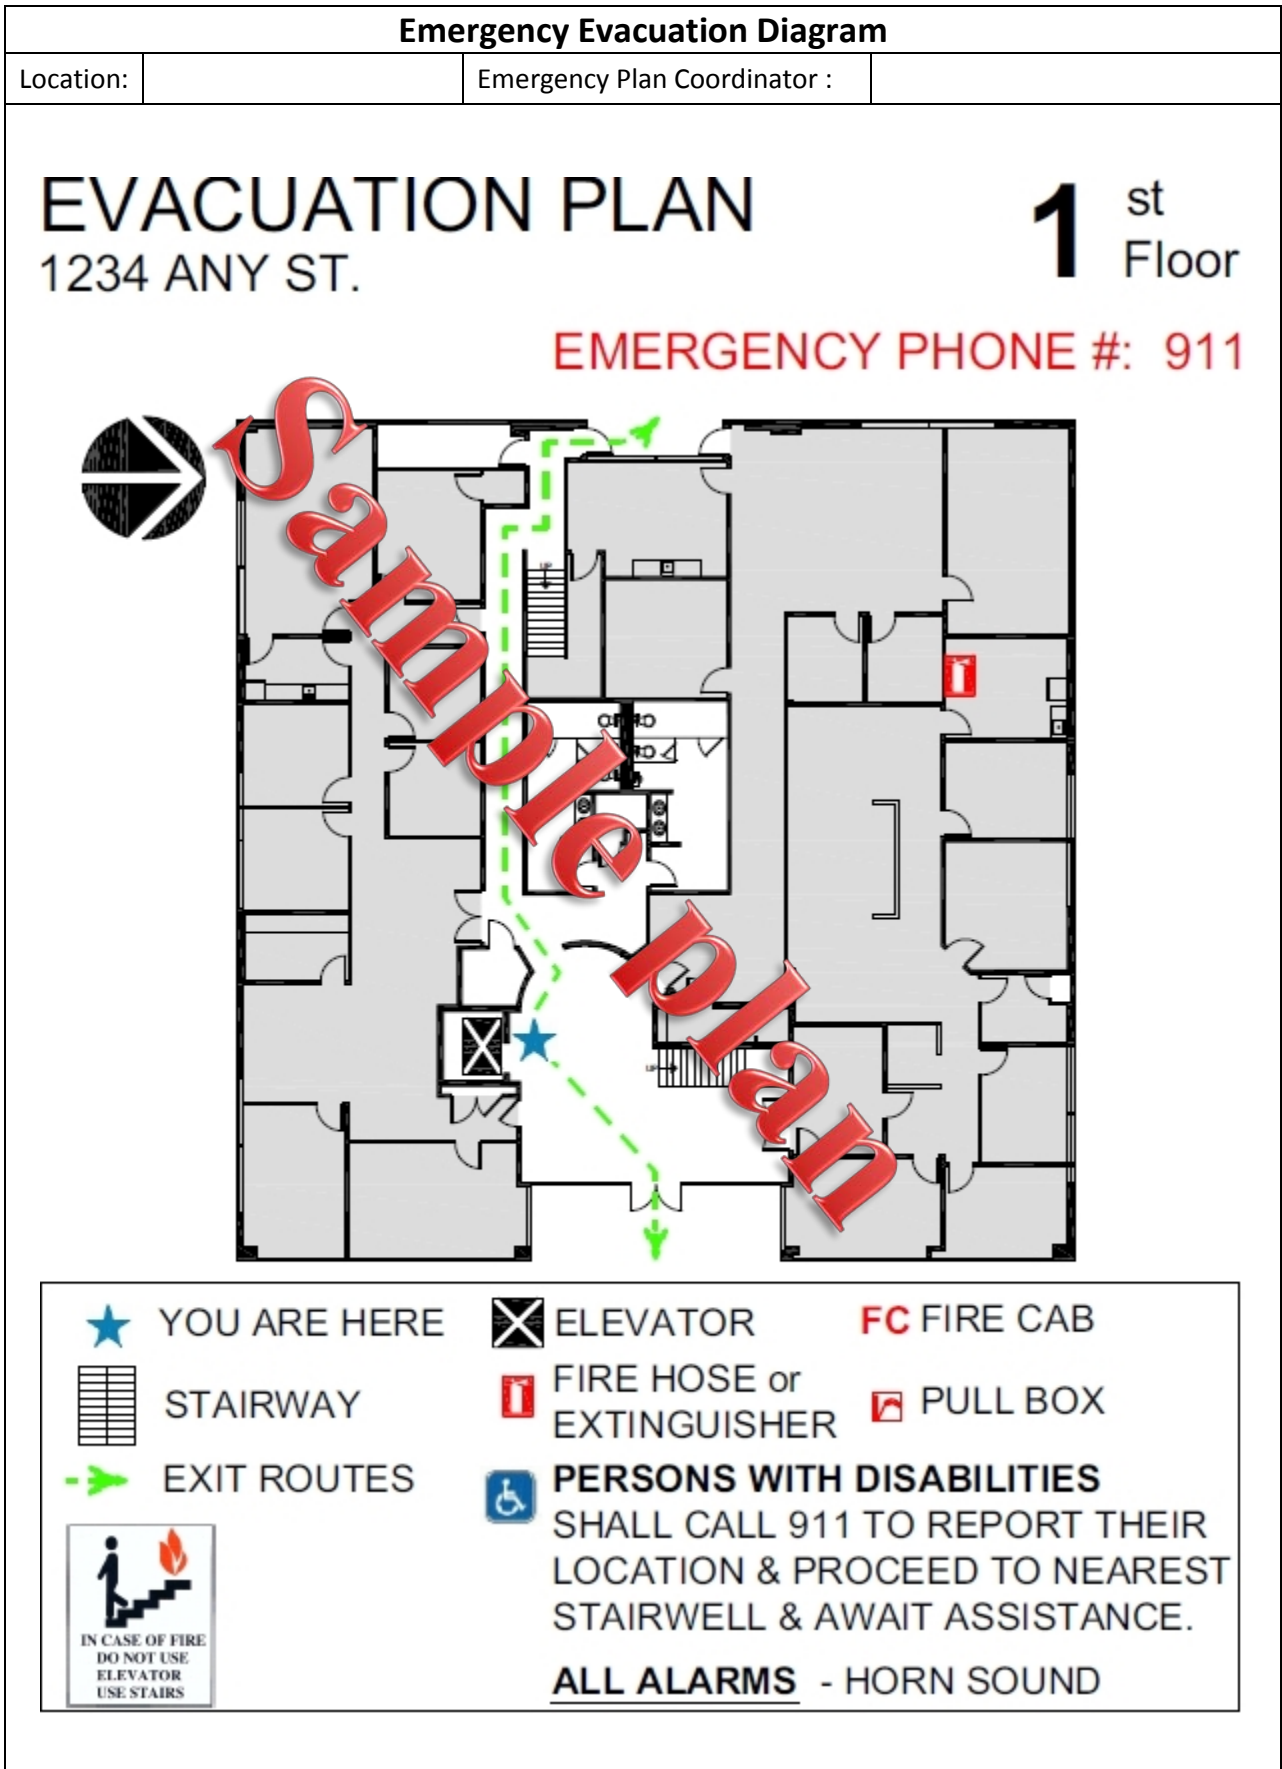 Emergency Evacuation Diagram
Location:
Emergency Plan Coordinator :
EVACUATION PLAN
1 st Floor
1234 ANY ST.
EMERGENCY PHONE #: 911
Sample plan
UP
UP
YOU ARE HERE
ELEVATOR
FC FIRE CAB
STAIRWAY
FIRE HOSE or
EXTINGUISHER
PULL BOX
EXIT ROUTES
PERSONS WITH DISABILITIES
SHALL CALL 911 TO REPORT THEIR
LOCATION & PROCEED TO NEAREST
STAIRWELL & AWAIT ASSISTANCE.
IN CASE OF FIRE
DO NOT USE
ELEVATOR
USE STAIRS
ALL ALARMS - HORN SOUND